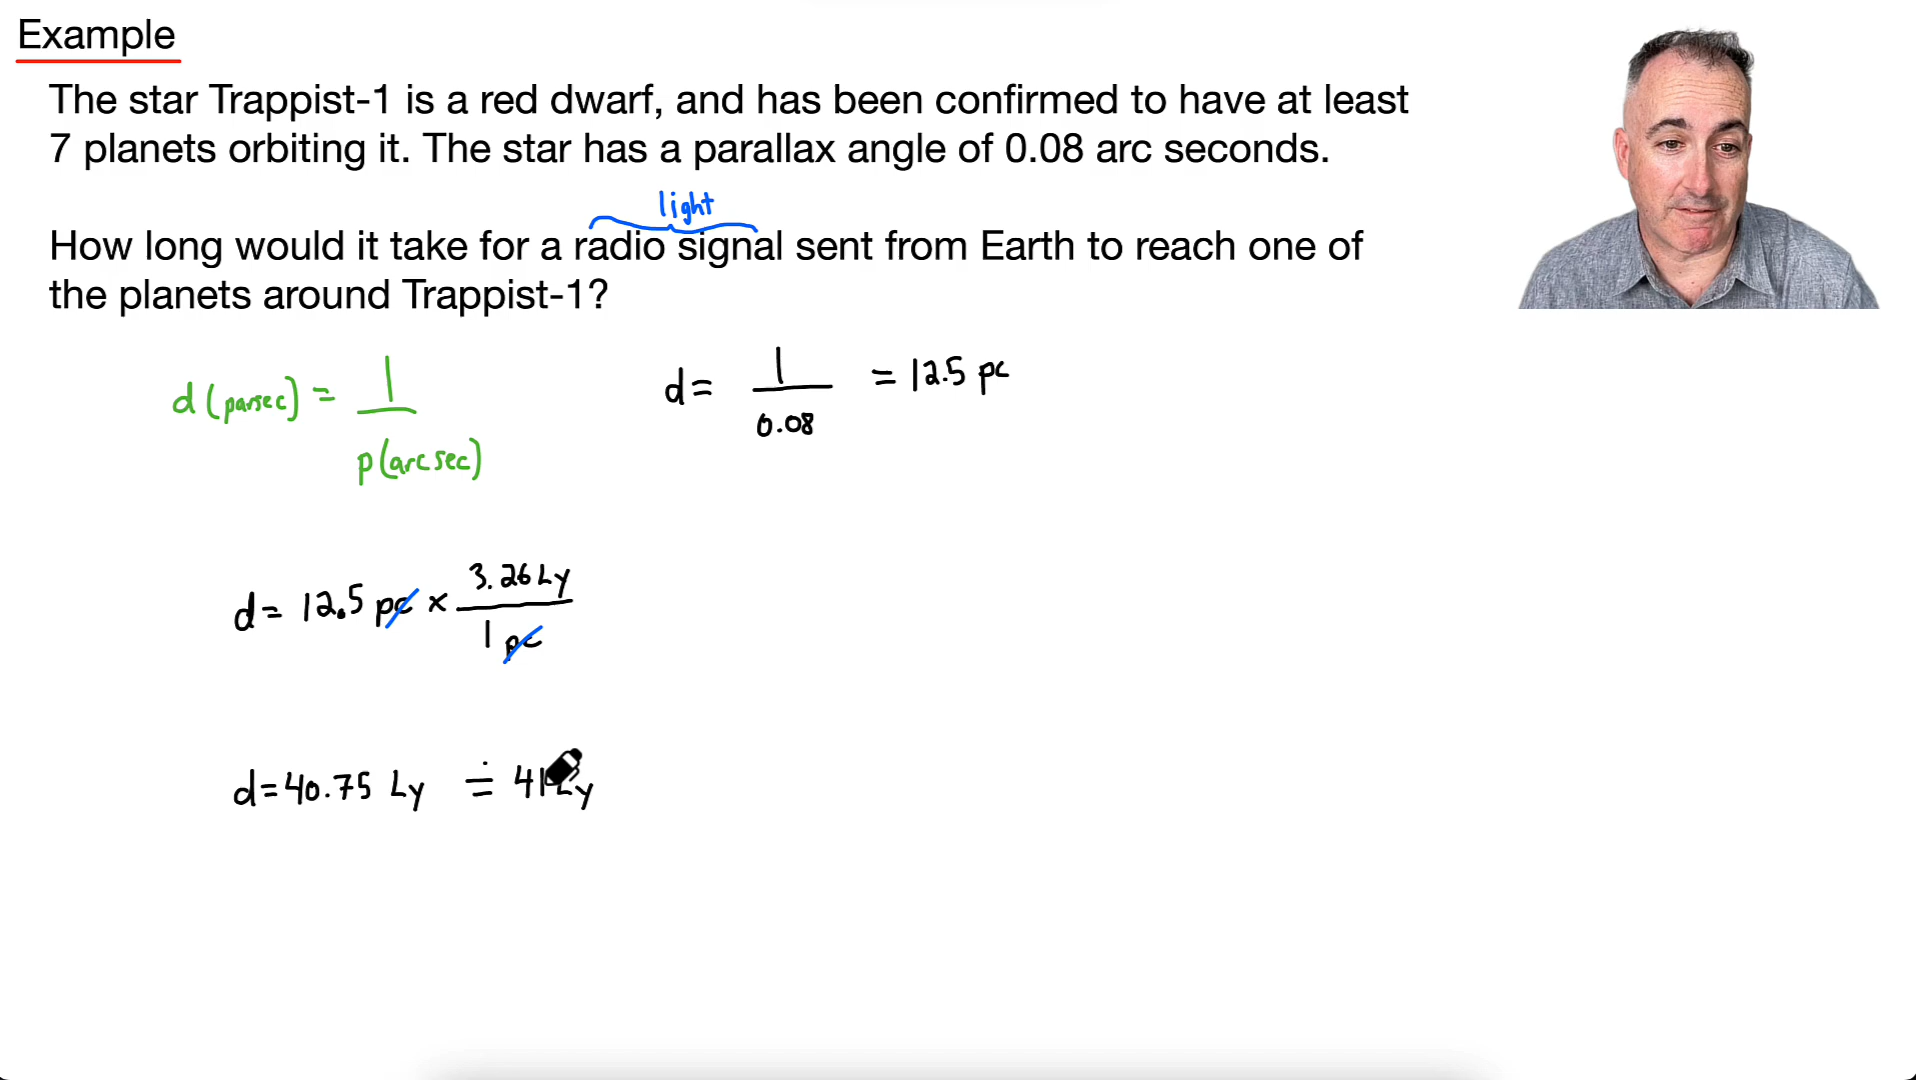 Example
The star Trappist-1 is a red dwarf, and has been confirmed to have at least
7 planets orbiting it. The star has a parallax angle of 0.08 arc seconds.
light
How long would it take for a radio signal sent from Earth to reach one of
the planets around Trappist-1?
d (parsec) = 1 / p(arcsec)
d = 1 / 0.08 = 12.5 pc
d = 12.5 pc × 3.26 Ly / 1 pc
d = 40.75 Ly ≐ 41 Ly